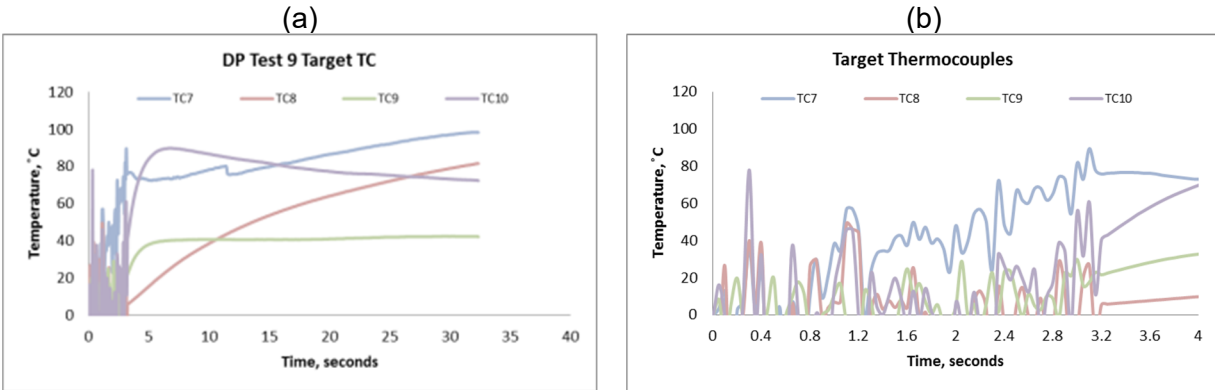 (a)
DP Test 9 Target TC
120
TC7 TC8 TC9 TC10
100
80
60
40
20
0
Temperature, ˚C
0 5 10 15 20 25 30 35 40
Time, seconds
(b)
Target Thermocouples
120
TC7 TC8 TC9 TC10
100
80
60
40
20
0
Temperature, ˚C
0 0.4 0.8 1.2 1.6 2 2.4 2.8 3.2 3.6 4
Time, seconds